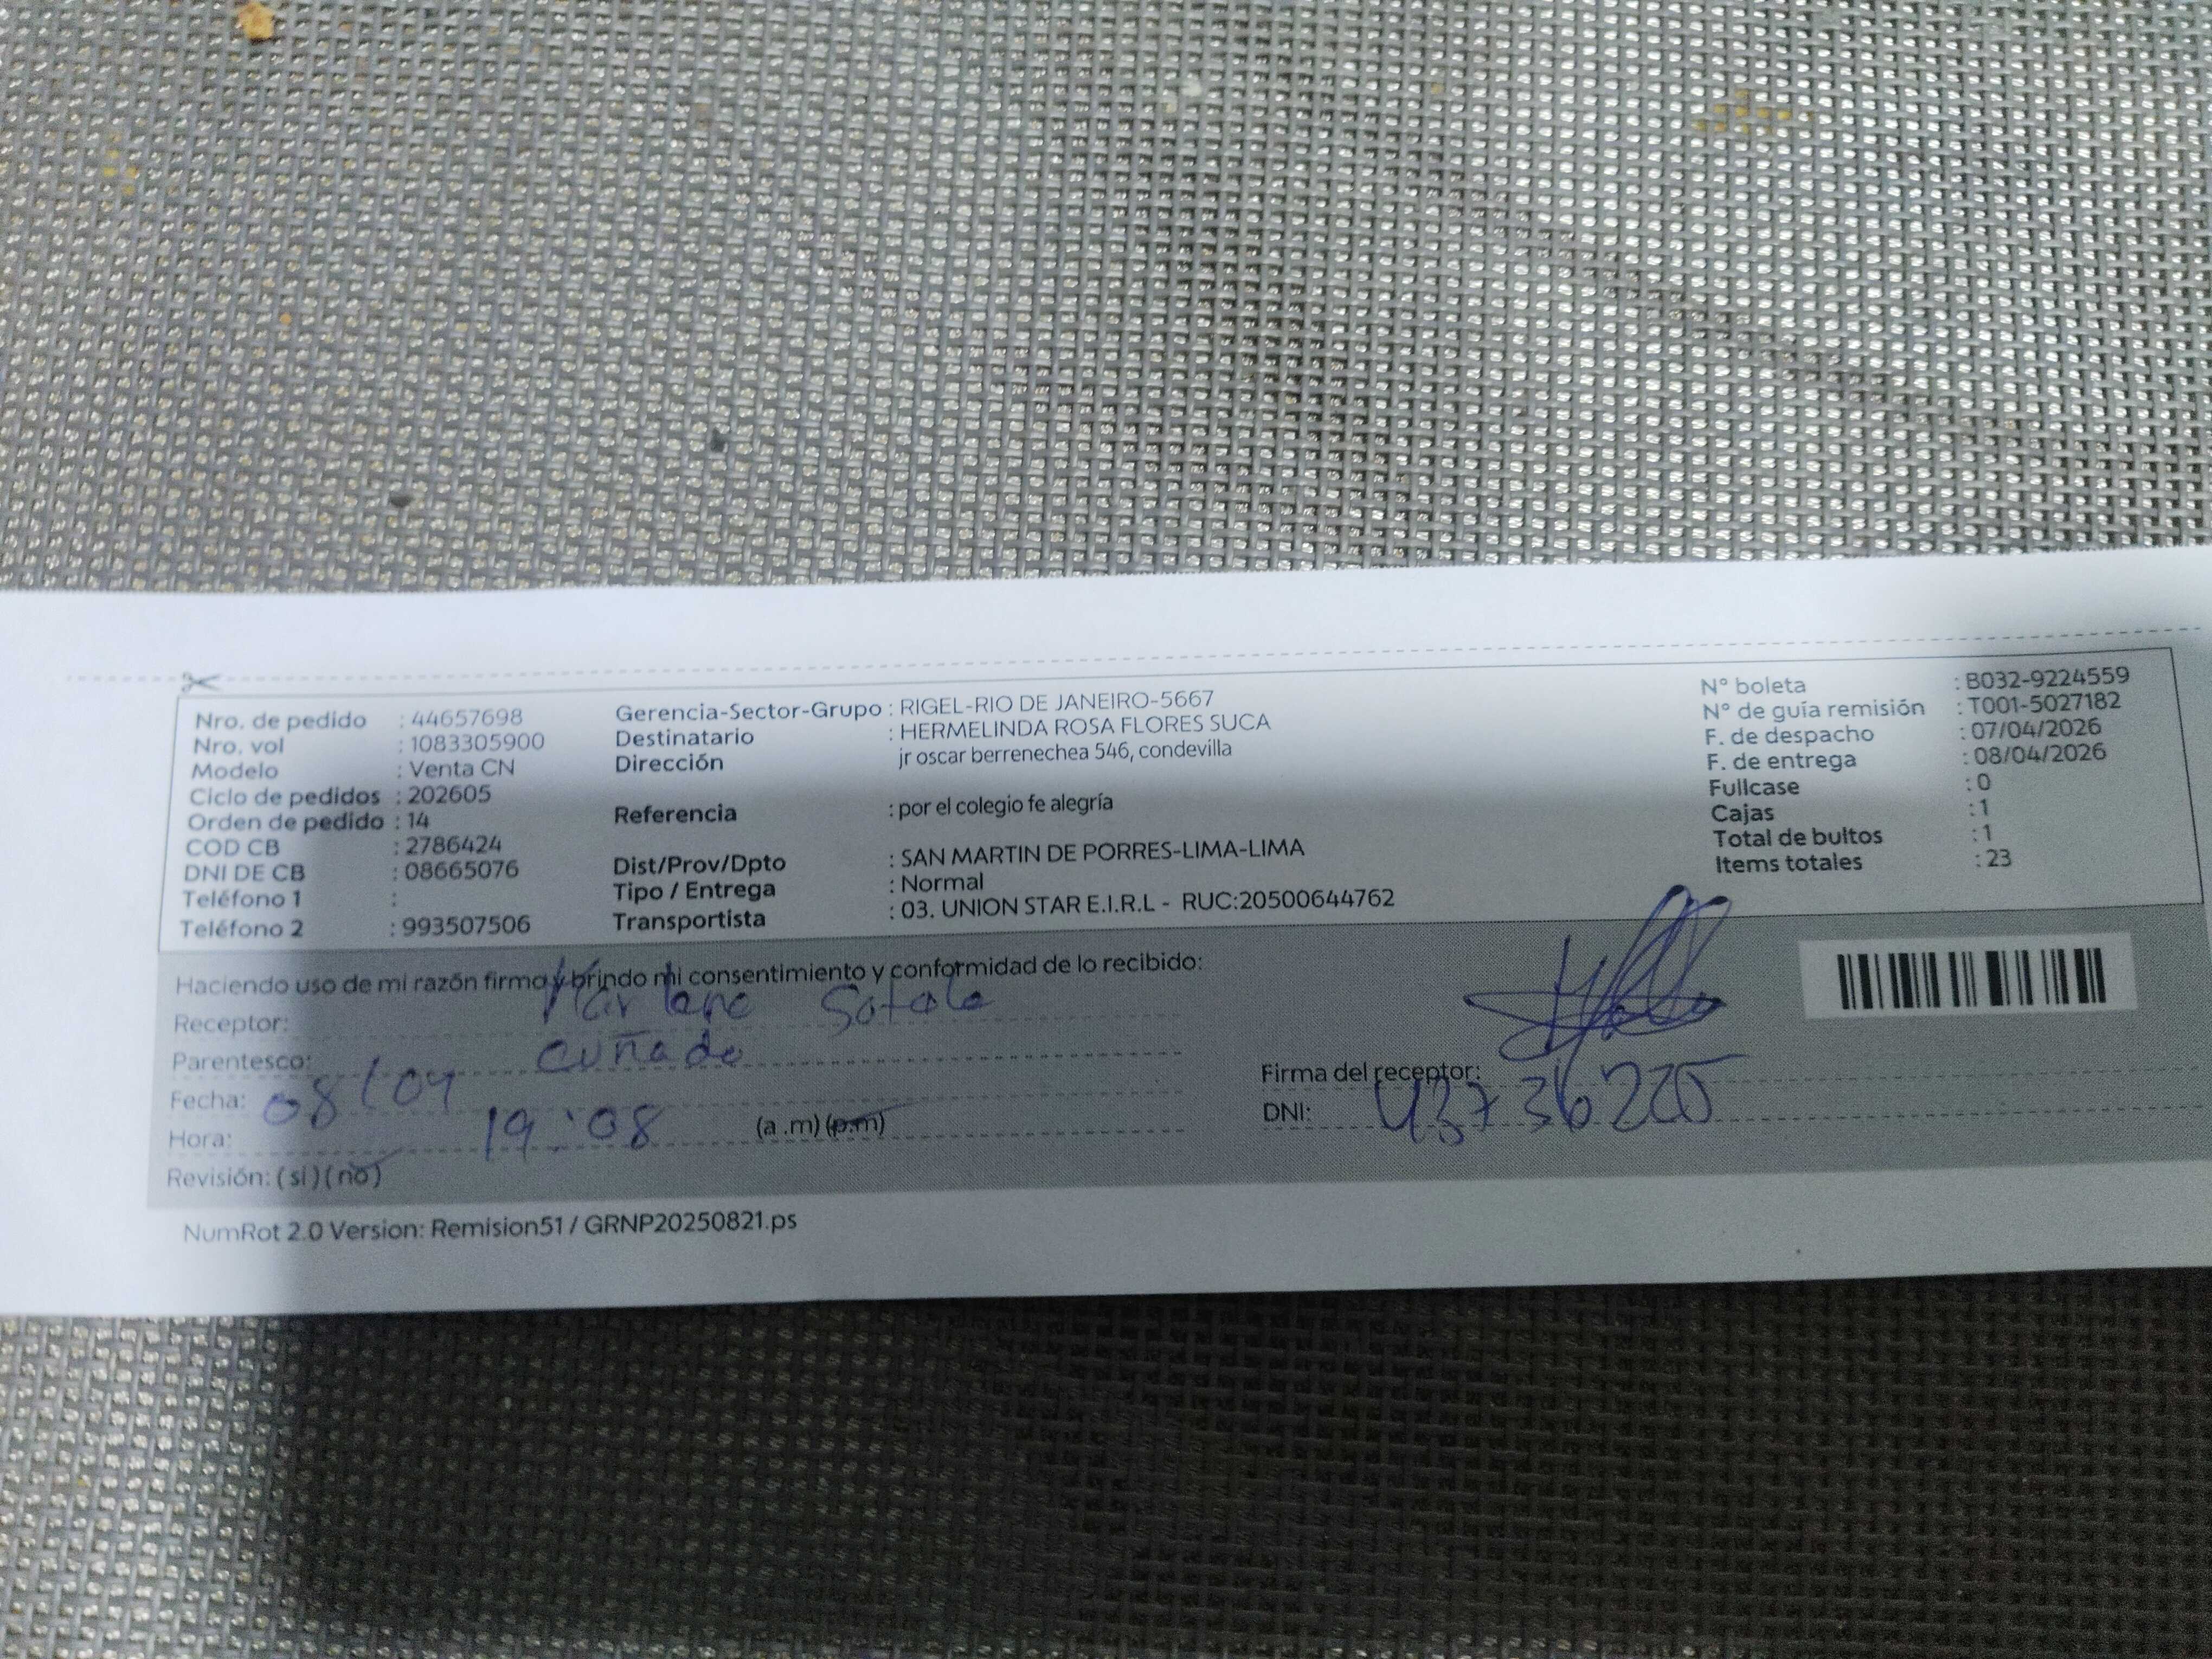 Nro. de pedido : 44657698
Nro. vol : 1083305900
Modelo : Venta CN
Ciclo de pedidos : 202605
Orden de pedido : 14
COD CB : 2786424
DNI DE CB : 08665076
Teléfono 1 :
Teléfono 2 : 993507506
Gerencia-Sector-Grupo : RIGEL-RIO DE JANEIRO-5667
Destinatario : HERMELINDA ROSA FLORES SUCA
Dirección jr oscar berrenechea 546, condevilla
Referencia : por el colegio fe alegría
Dist/Prov/Dpto : SAN MARTIN DE PORRES-LIMA-LIMA
Tipo / Entrega : Normal
Transportista : 03. UNION STAR E.I.R.L - RUC:20500644762
N° boleta : B032-9224559
N° de guía remisión : T001-5027182
F. de despacho : 07/04/2026
F. de entrega : 08/04/2026
Fullcase : 0
Cajas : 1
Total de bultos : 1
Items totales : 23
Haciendo uso de mi razón firmo y brindo mi consentimiento y conformidad de lo recibido:
Receptor:
Parentesco: cuñada
Fecha: 08/04
Hora: 19:08 (a .m) (p.m)
Revisión: ( si ) ( no )
Firma del receptor:
DNI:
NumRot 2.0 Version: Remision51 / GRNP20250821.ps